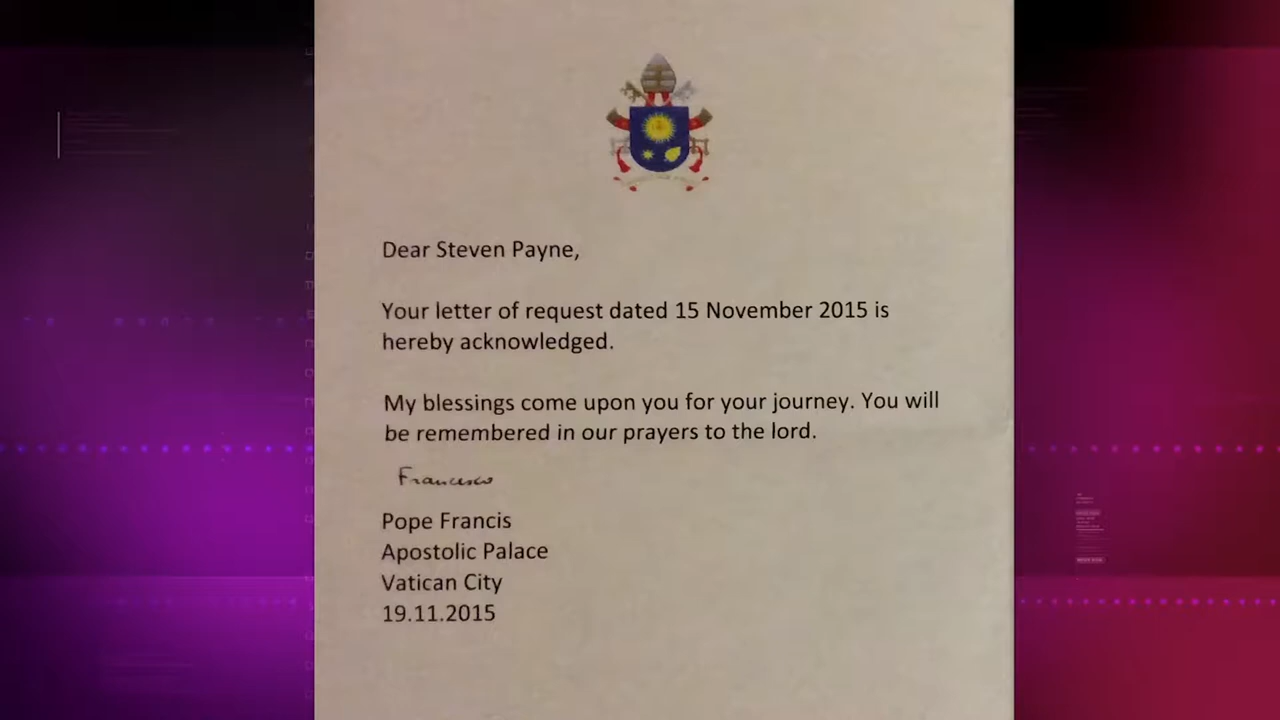 Dear Steven Payne,
Your letter of request dated 15 November 2015 is
hereby acknowledged.
My blessings come upon you for your journey. You will
be remembered in our prayers to the lord.
Francesco
Pope Francis
Apostolic Palace
Vatican City
19.11.2015